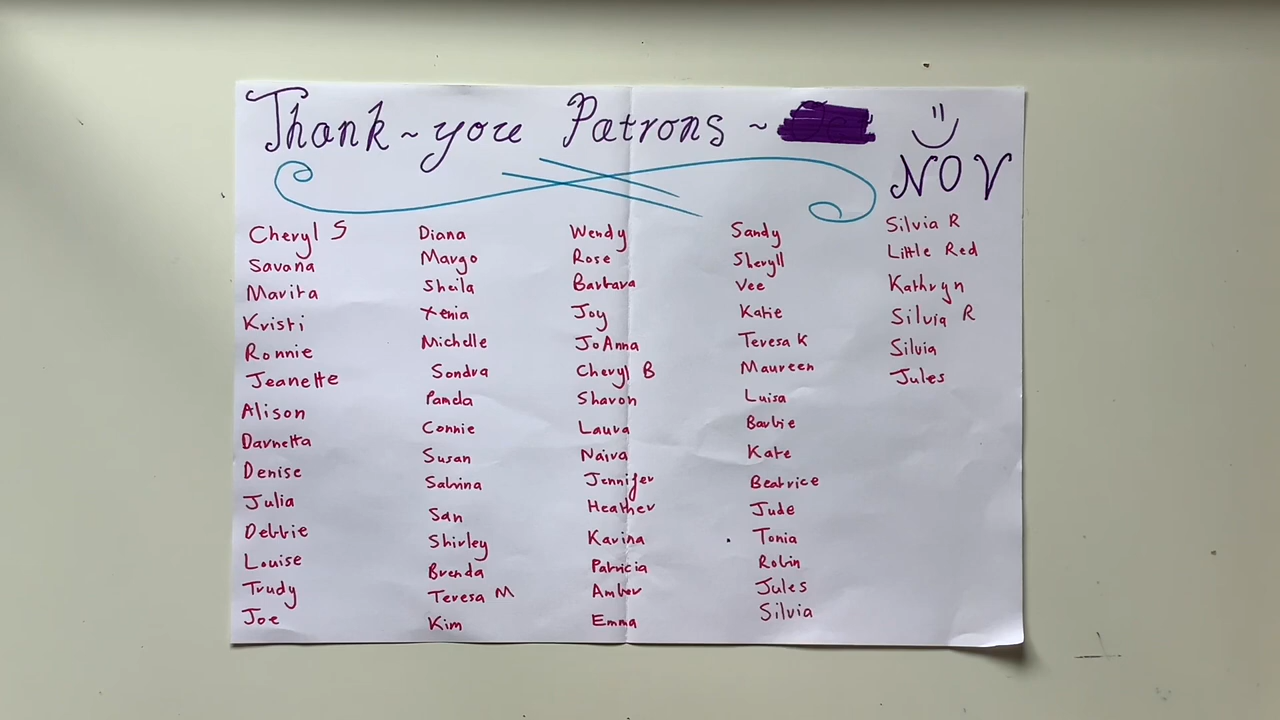 Thank~you Patrons ~
NOV
Cheryl S
Savana
Marita
Kristi
Ronnie
Jeanette
Alison
Darnetta
Denise
Julia
Debbie
Louise
Trudy
Joe
Diana
Margo
Sheila
Xenia
Michelle
Sondra
Pamela
Connie
Susan
Sabrina
San
Shirley
Brenda
Teresa M
Kim
Wendy
Rose
Barbara
Joy
JoAnna
Cheryl B
Sharon
Laura
Naira
Jennifer
Heather
Karina
Patricia
Amber
Emma
Sandy
Sheryll
Vee
Katie
Teresa K
Maureen
Luisa
Barbie
Kate
Beatrice
Jude
Tonia
Robin
Jules
Silvia
Silvia R
Little Red
Kathryn
Silvia R
Silvia
Jules